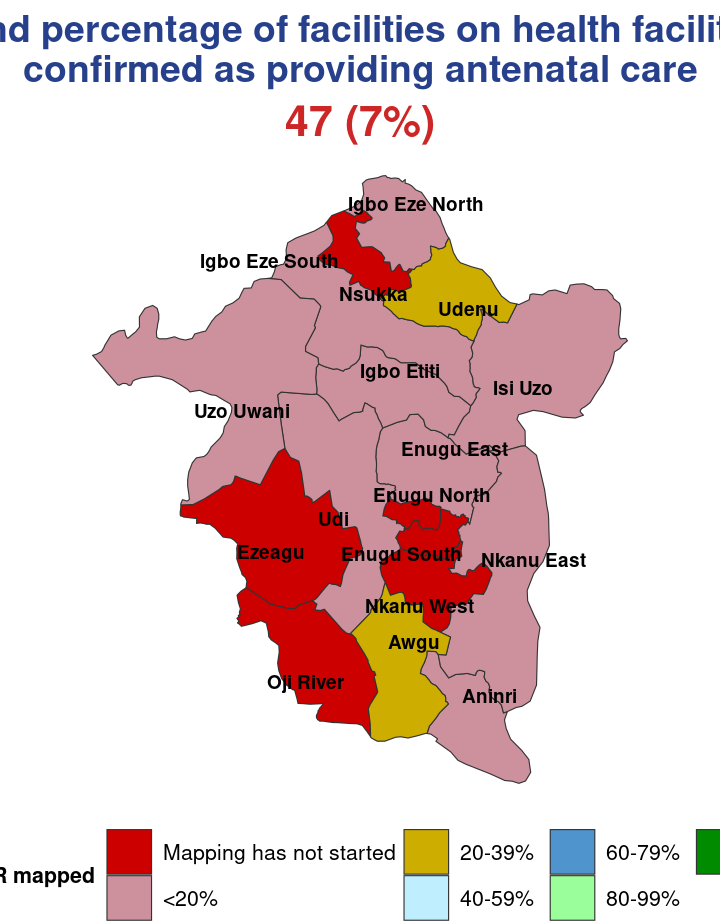 percentage of facilities on health
confirmed as providing antenatal care
47 (7%)
Igbo Eze North
Igbo Eze South
Nsukka
Udenu
Igbo Etiti
Isi Uzo
Uzo Uwani
Enugu East
Enugu North
Udi
Ezeagu
Enugu South
Nkanu East
Nkanu West
Awgu
Oji River
Aninri
mapped
Mapping has not started
20-39%
60-79%
<20%
40-59%
80-99%